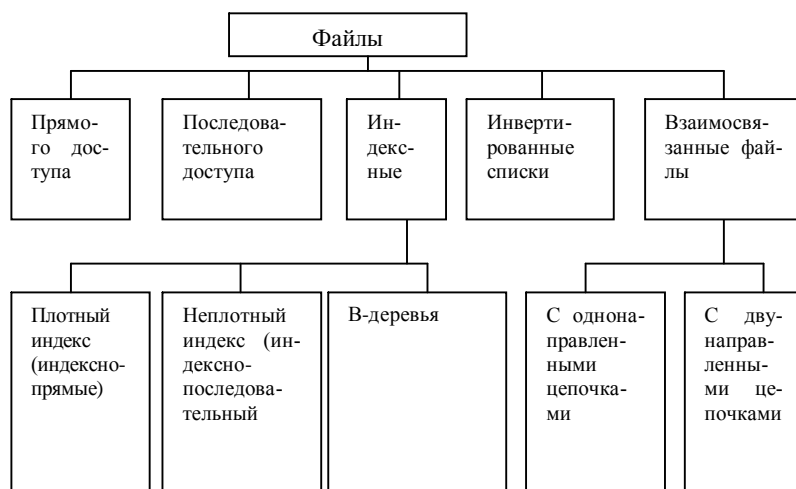 Файлы
Прямо-
го дос-
тупа
Последова-
тельного
доступа
Ин-
декс-
ные
Инверти-
рованные
списки
Взаимосвя-
занные фай-
лы
Плотный
индекс
(индексно-
прямые)
Неплотный
индекс (ин-
дексно-
последова-
тельный
В-деревья
С однона-
правлен-
ными
цепочка-
ми
С дву-
направ-
ленны-
ми це-
почками